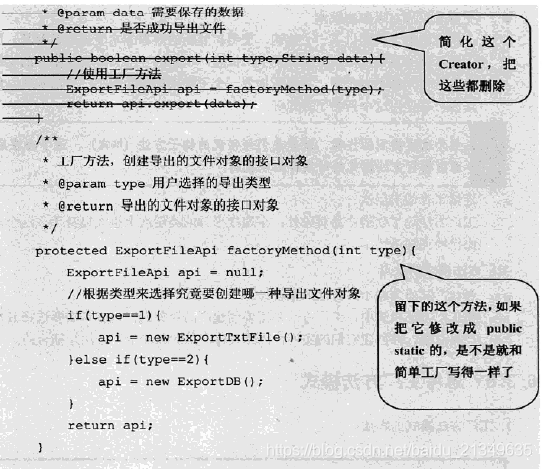 * @param data 需要保存的数据
* @return 是否成功导出文件
*/
public boolean export(int type,String data){
//使用工厂方法
ExportFileApi api = factoryMethod(type);
return api.export(data);
}
简化这个
Creator，把
这些都删除
/**
* 工厂方法，创建导出的文件对象的接口对象
* @param type 用户选择的导出类型
* @return 导出的文件对象的接口对象
*/
protected ExportFileApi factoryMethod(int type){
ExportFileApi api = null;
//根据类型来选择究竟要创建哪一种导出文件对象
if(type==1){
api = new ExportTxtFile();
}else if(type==2){
api = new ExportDB();
}
return api;
}
留下的这个方法，如果
把它修改成 public
static 的，是不是就和
简单工厂写得一样了
https://blog.csdn.net/baidu_21349635